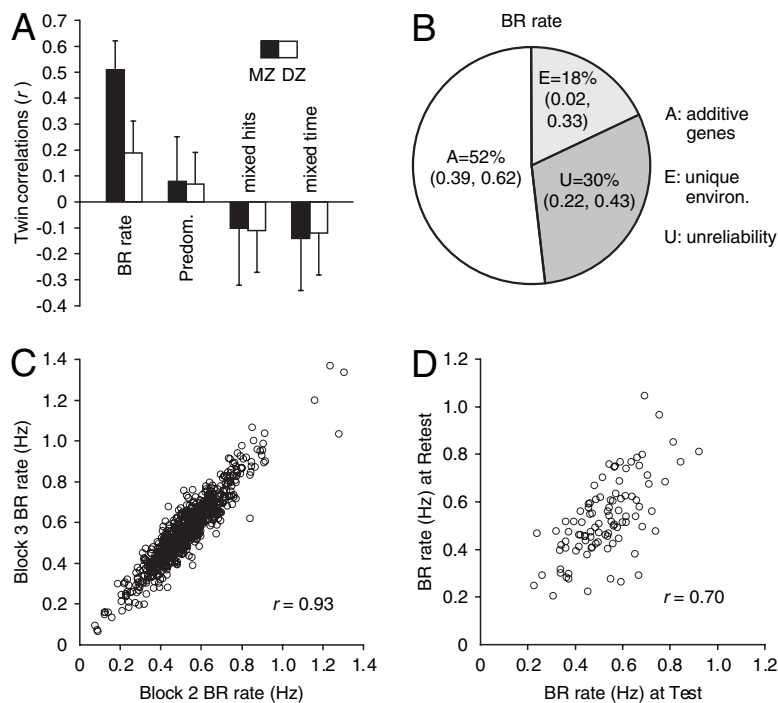 A
Twin correlations (r)
0.7
0.6
0.5
0.4
0.3
0.2
0.1
0
-0.1
-0.2
-0.3
-0.4
MZ DZ
BR rate
Predom.
mixed hits
mixed time
B
BR rate
E=18%
(0.02,
0.33)
A=52%
(0.39, 0.62)
U=30%
(0.22, 0.43)
A: additive
genes
E: unique
environ.
U: unreliability
C
Block 3 BR rate (Hz)
1.4
1.2
1.0
0.8
0.6
0.4
0.2
0
r = 0.93
0 0.2 0.4 0.6 0.8 1.0 1.2 1.4
Block 2 BR rate (Hz)
D
BR rate (Hz) at Retest
1.2
1.0
0.8
0.6
0.4
0.2
0
r = 0.70
0 0.2 0.4 0.6 0.8 1.0 1.2
BR rate (Hz) at Test